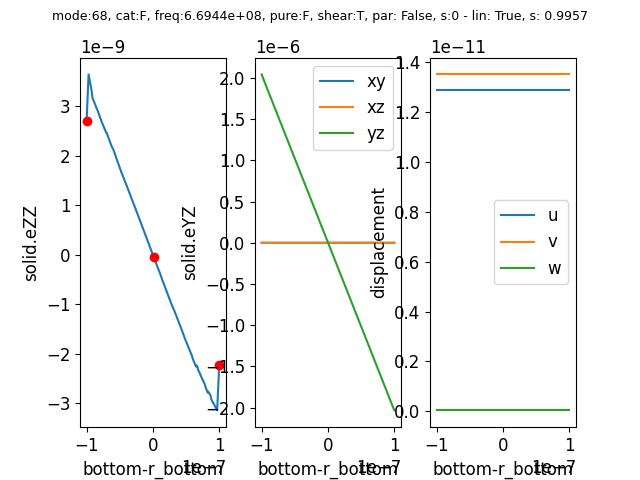 mode:68, cat:F, freq:6.6944e+08, pure:F, shear:T, par: False, s:0 - lin: True, s: 0.9957
1e−9
3
2
1
0
−1
−2
−3
solid.eZZ
−1
0
1
bottom-r_bottom
1e−7
1e−6
2.0
1.5
1.0
0.5
0.0
−0.5
−1.0
−1.5
−2.0
solid.eYZ
xy
xz
yz
−1
0
1
bottom-r_bottom
1e−7
1e−11
1.4
1.2
1.0
0.8
0.6
0.4
0.2
0.0
displacement
u
v
w
−1
0
1
bottom-r_bottom
1e−7